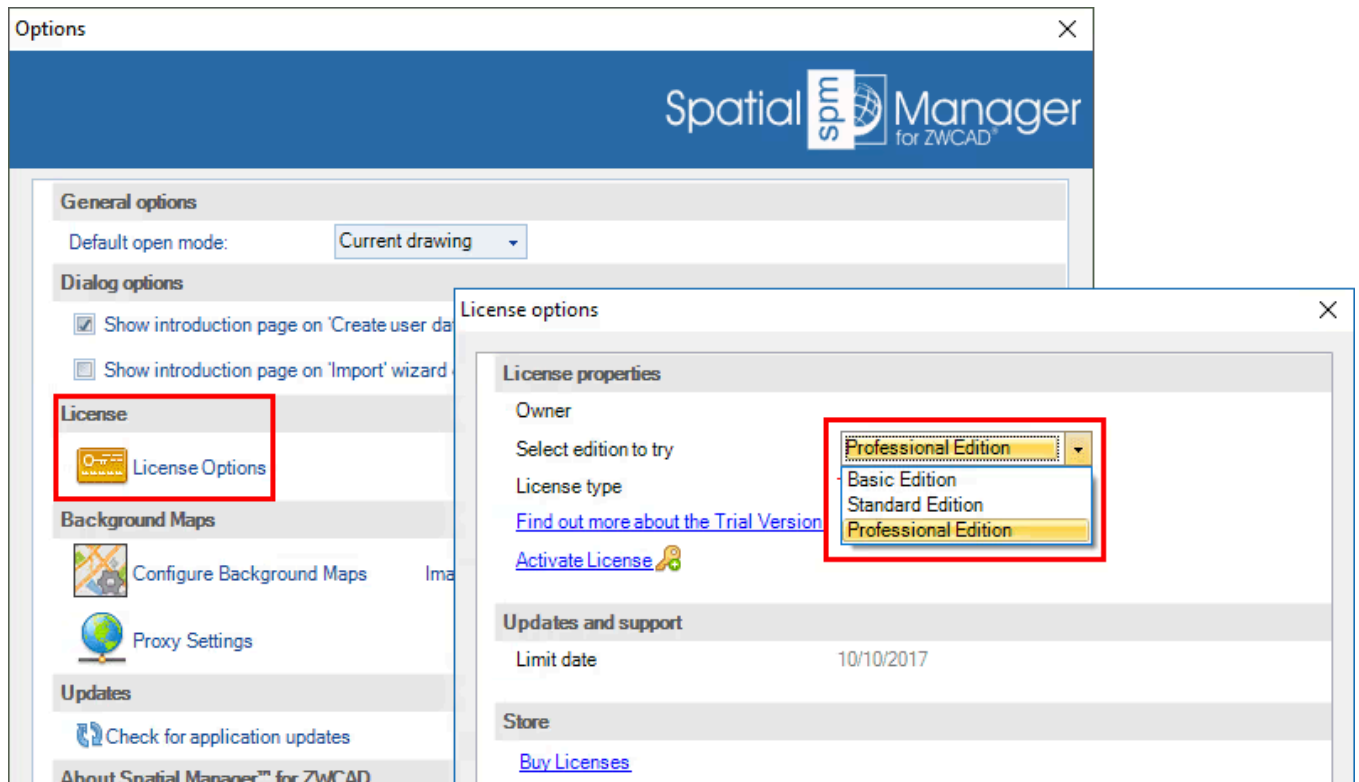 Options
Spatial spm Manager
for ZWCAD®
General options
Default open mode: Current drawing
Dialog options
Show introduction page on 'Create user da
Show introduction page on 'Import' wizard
License
License Options
Background Maps
Configure Background Maps Ima
Proxy Settings
Updates
Check for application updates
About Spatial Manager™ for ZWCAD
License options
License properties
Owner
Select edition to try Professional Edition
Basic Edition
Standard Edition
Professional Edition
License type
Find out more about the Trial Version
Activate License
Updates and support
Limit date 10/10/2017
Store
Buy Licenses